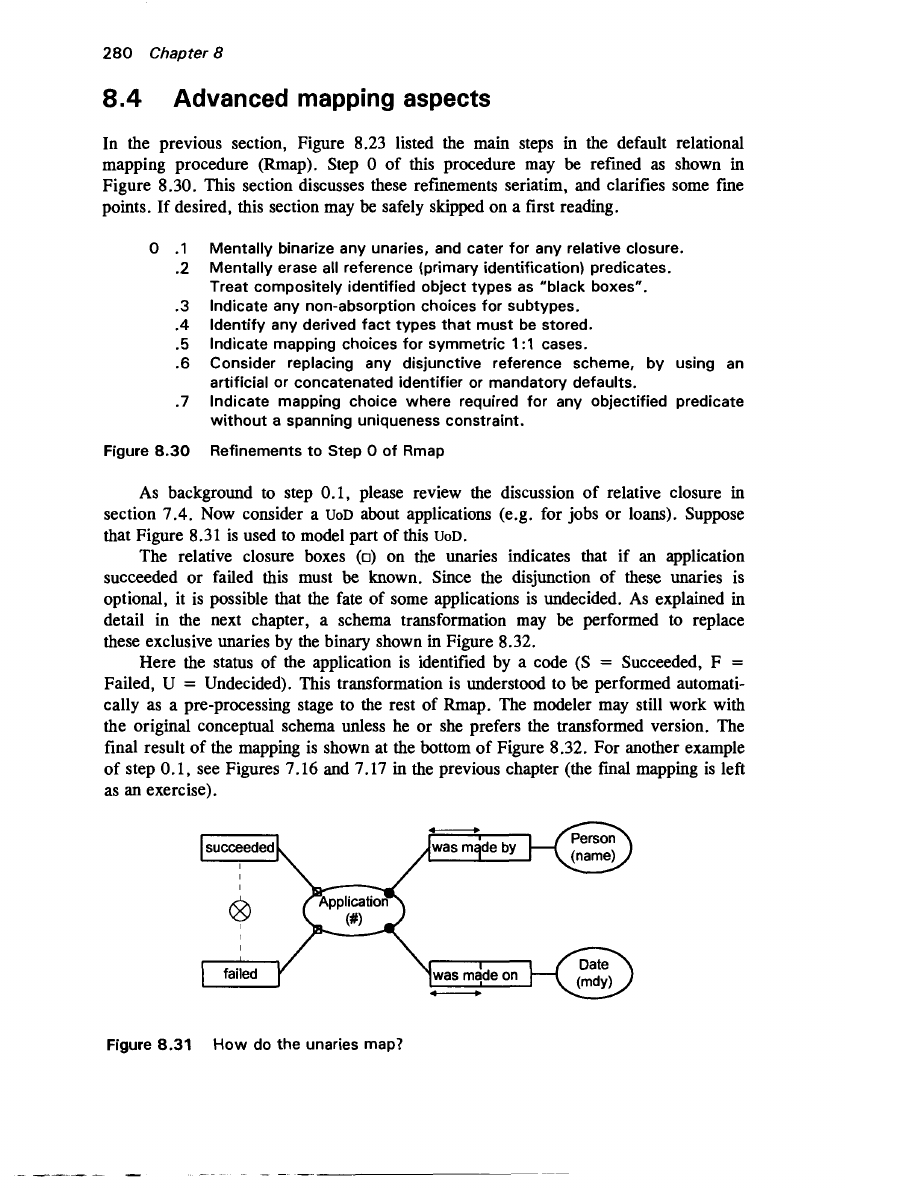 280 Chapter 8
8.4 Advanced mapping aspects
In the previous section, Figure 8.23 listed the main steps in the default relational
mapping procedure (Rmap). Step 0 of this procedure may be refined as shown in
Figure 8.30. This section discusses these refinements seriatim, and clarifies some fine
points. If desired, this section may be safely skipped on a first reading.
0 .1 Mentally binarize any unaries, and cater for any relative closure.
.2 Mentally erase all reference (primary identification) predicates.
Treat compositely identified object types as "black boxes".
.3 Indicate any non-absorption choices for subtypes.
.4 Identify any derived fact types that must be stored.
.5 Indicate mapping choices for symmetric 1:1 cases.
.6 Consider replacing any disjunctive reference scheme, by using an
artificial or concatenated identifier or mandatory defaults.
.7 Indicate mapping choice where required for any objectified predicate
without a spanning uniqueness constraint.
Figure 8.30 Refinements to Step 0 of Rmap
As background to step 0.1, please review the discussion of relative closure in
section 7.4. Now consider a UoD about applications (e.g. for jobs or loans). Suppose
that Figure 8.31 is used to model part of this UoD.
The relative closure boxes (□) on the unaries indicates that if an application
succeeded or failed this must be known. Since the disjunction of these unaries is
optional, it is possible that the fate of some applications is undecided. As explained in
detail in the next chapter, a schema transformation may be performed to replace
these exclusive unaries by the binary shown in Figure 8.32.
Here the status of the application is identified by a code (S = Succeeded, F =
Failed, U = Undecided). This transformation is understood to be performed automati-
cally as a pre-processing stage to the rest of Rmap. The modeler may still work with
the original conceptual schema unless he or she prefers the transformed version. The
final result of the mapping is shown at the bottom of Figure 8.32. For another example
of step 0.1, see Figures 7.16 and 7.17 in the previous chapter (the final mapping is left
as an exercise).
succeeded
was made by
Person
(name)
Application
(#)
failed
was made on
Date
(mdy)
Figure 8.31 How do the unaries map?